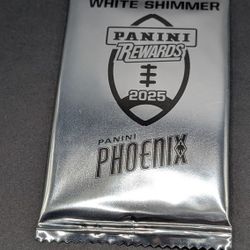 WHITE SHIMMER
PANINI
REWARDS
2025
PANINI
PHOENIX